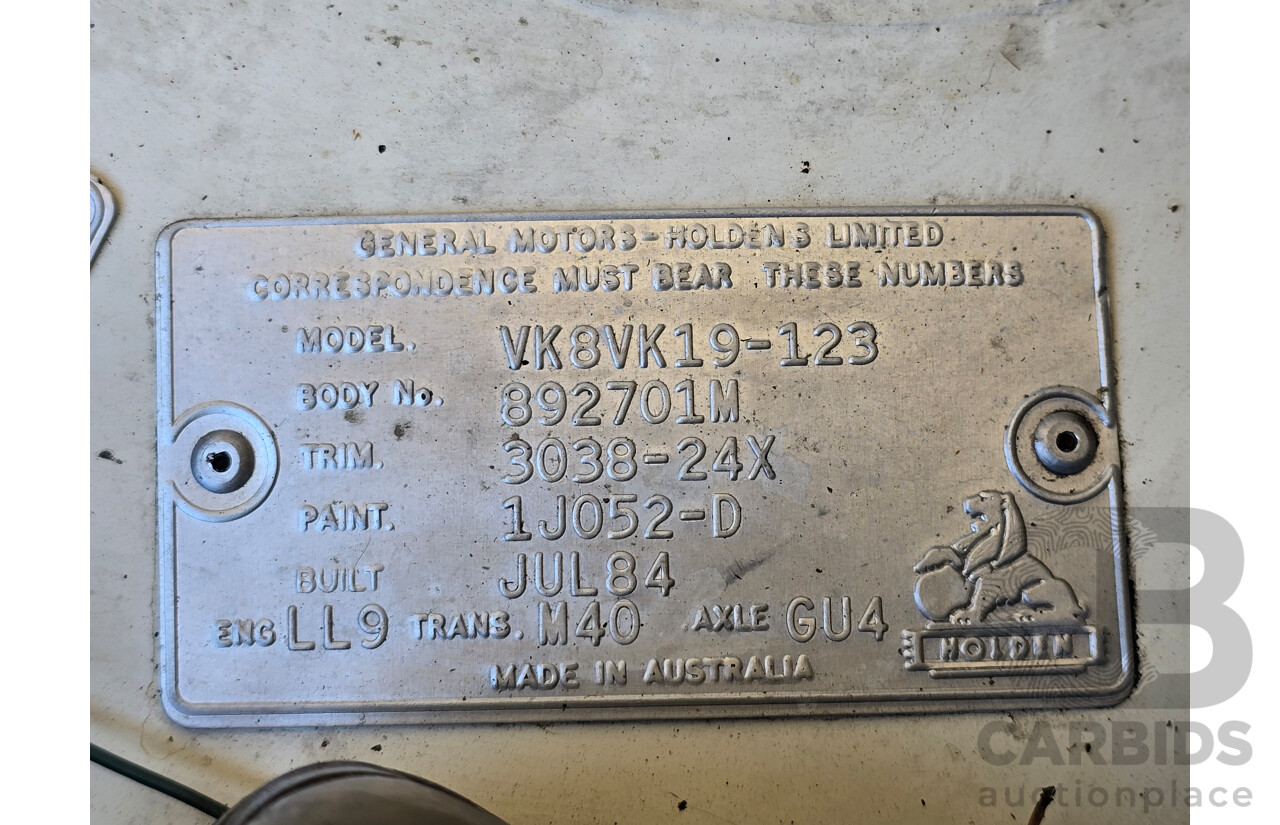 GENERAL MOTORS-HOLDEN'S LIMITED
CORRESPONDENCE MUST BEAR THESE NUMBERS
MODEL. VK8VK19-123
BODY No. 892701M
TRIM. 3038-24X
PAINT. 1J052-D
BUILT JUL84
ENG LL9 TRANS. M40 AXLE GU4
HOLDEN
MADE IN AUSTRALIA
B
CARBIDS
auctionplace